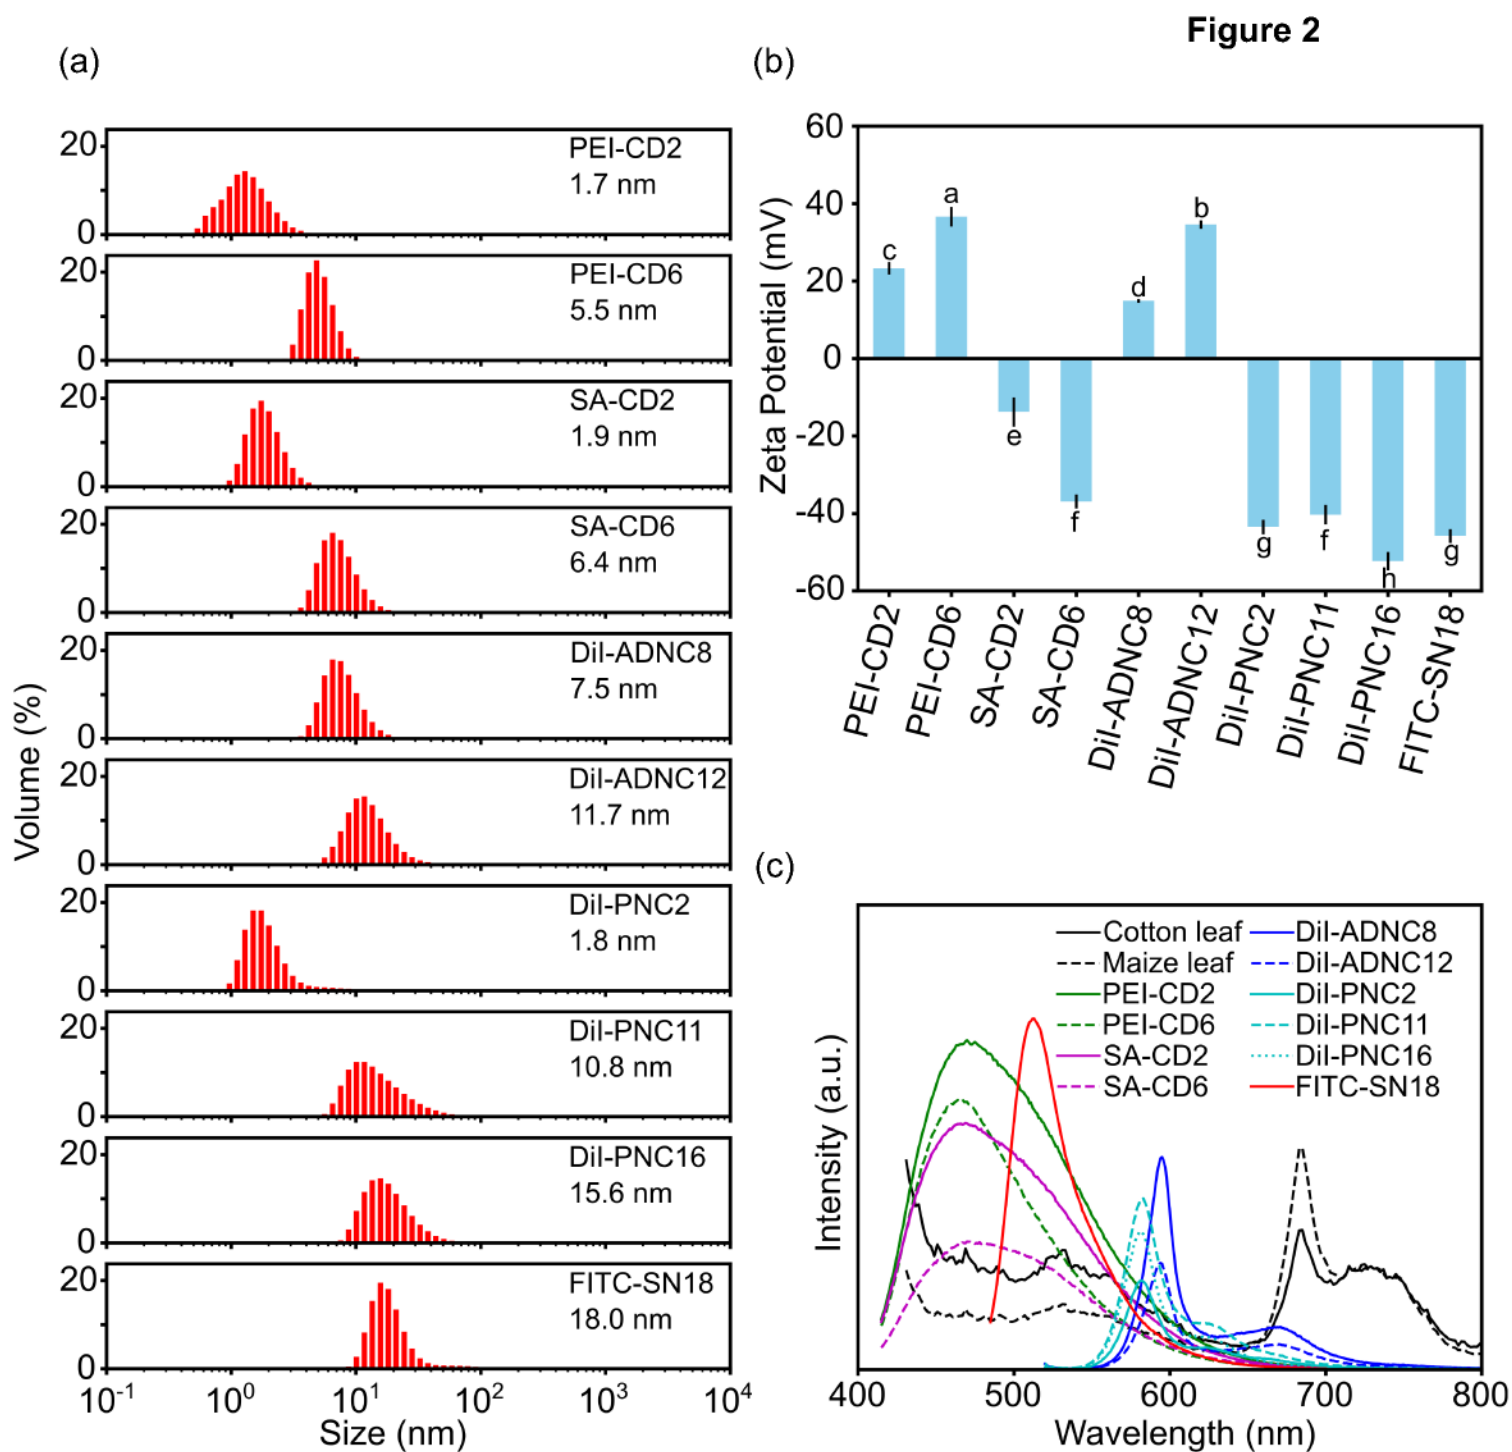 Figure 2
(a)
20
0
PEI-CD2
1.7 nm
20
0
PEI-CD6
5.5 nm
20
0
SA-CD2
1.9 nm
20
0
SA-CD6
6.4 nm
20
0
DiI-ADNC8
7.5 nm
20
0
DiI-ADNC12
11.7 nm
20
0
DiI-PNC2
1.8 nm
20
0
DiI-PNC11
10.8 nm
20
0
DiI-PNC16
15.6 nm
20
0
FITC-SN18
18.0 nm
Volume (%)
10⁻¹ 10⁰ 10¹ 10² 10³ 10⁴
Size (nm)
(b)
Zeta Potential (mV)
60
40
20
0
-20
-40
-60
c a e f d b g f h g
PEI-CD2
PEI-CD6
SA-CD2
SA-CD6
DiI-ADNC8
DiI-ADNC12
DiI-PNC2
DiI-PNC11
DiI-PNC16
FITC-SN18
(c)
Intensity (a.u.)
Cotton leaf
Maize leaf
PEI-CD2
PEI-CD6
SA-CD2
SA-CD6
DiI-ADNC8
DiI-ADNC12
DiI-PNC2
DiI-PNC11
DiI-PNC16
FITC-SN18
400 500 600 700 800
Wavelength (nm)